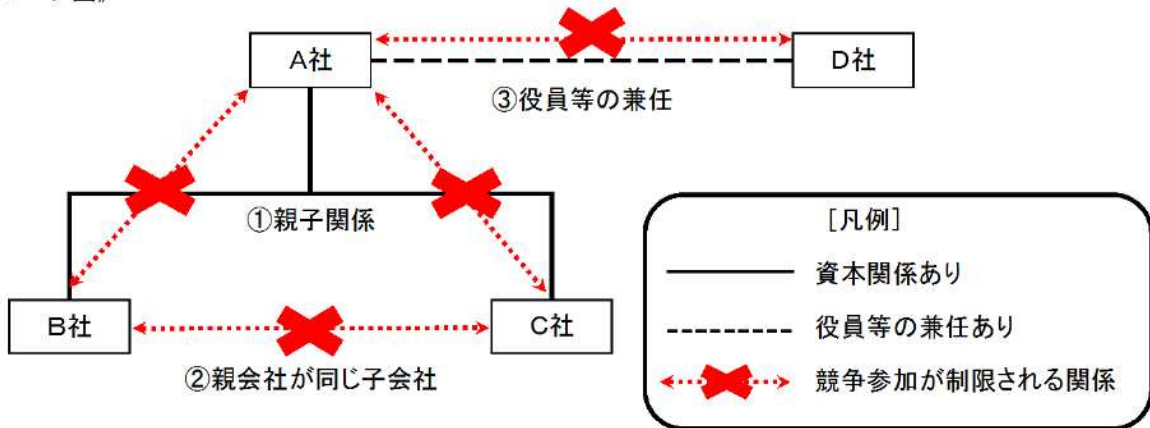 A社
D社
③役員等の兼任
①親子関係
B社
C社
②親会社が同じ子会社
[凡例]
資本関係あり
役員等の兼任あり
競争参加が制限される関係